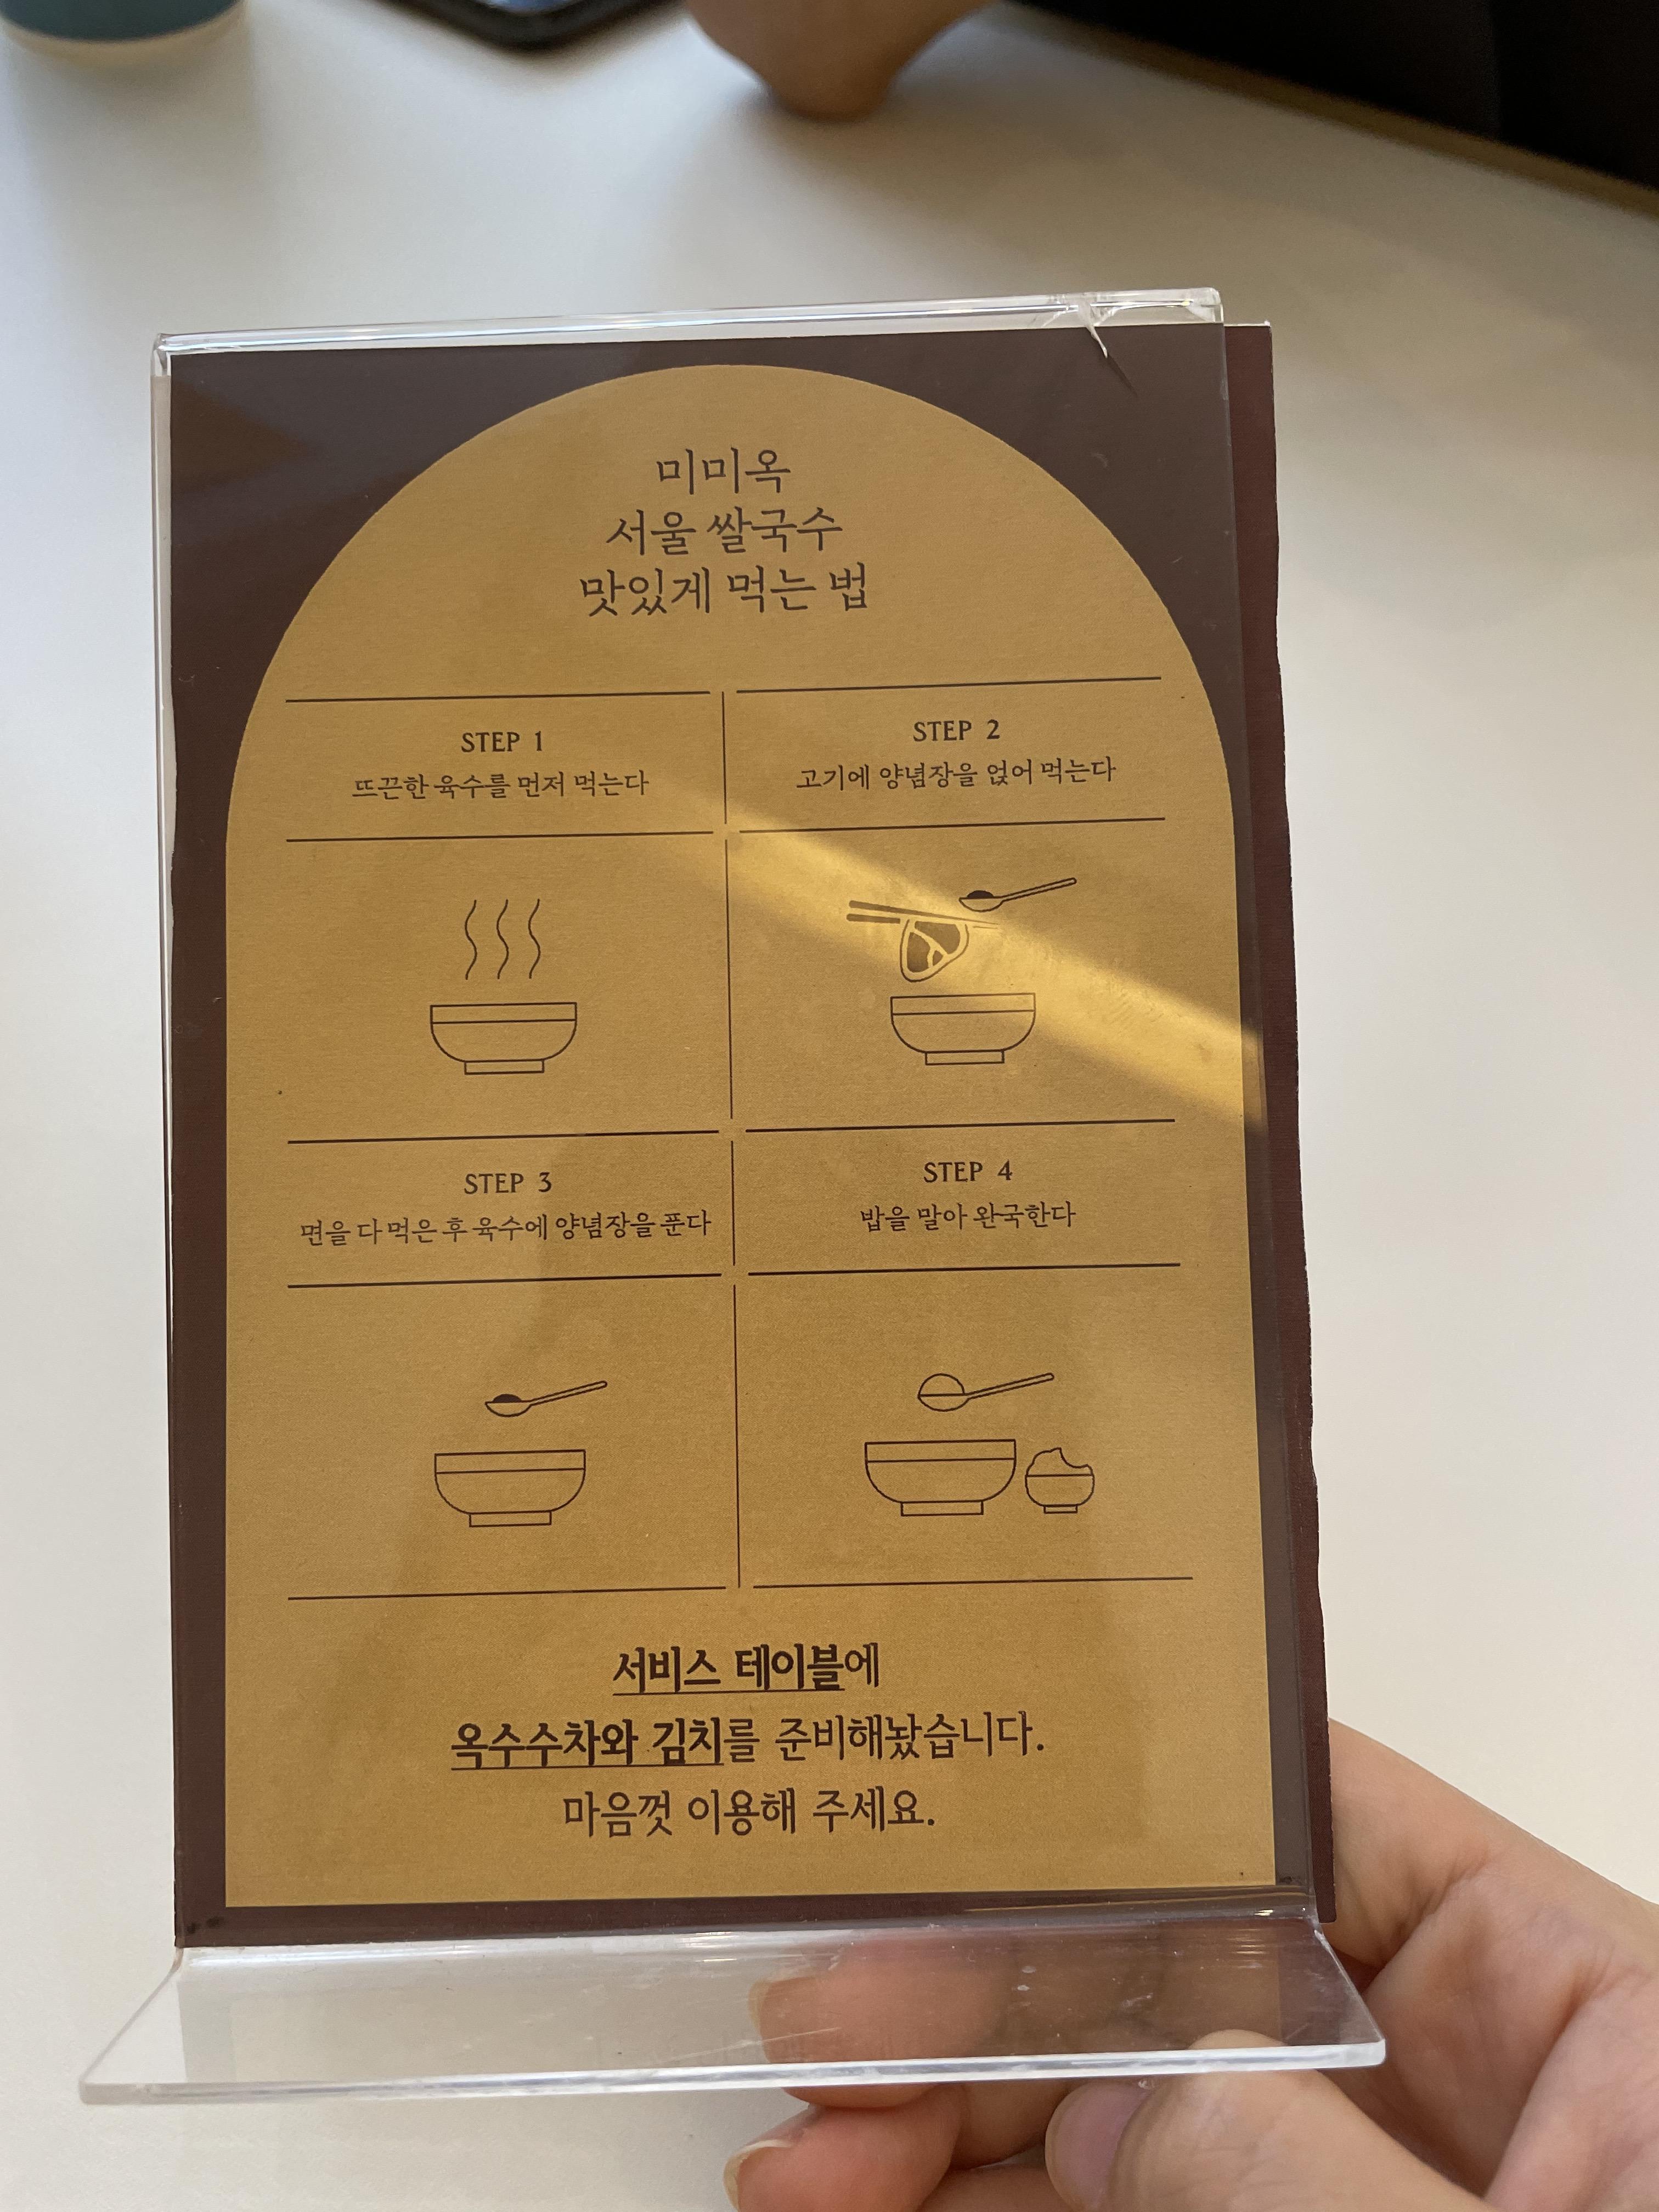 미미옥
서울 쌀국수
맛있게 먹는 법
STEP 1
뜨끈한 육수를 먼저 먹는다
STEP 2
고기에 양념장을 얹어 먹는다
STEP 3
면을 다 먹은 후 육수에 양념장을 푼다
STEP 4
밥을 말아 완국한다
서비스 테이블에
옥수수차와 김치를 준비해놨습니다.
마음껏 이용해 주세요.